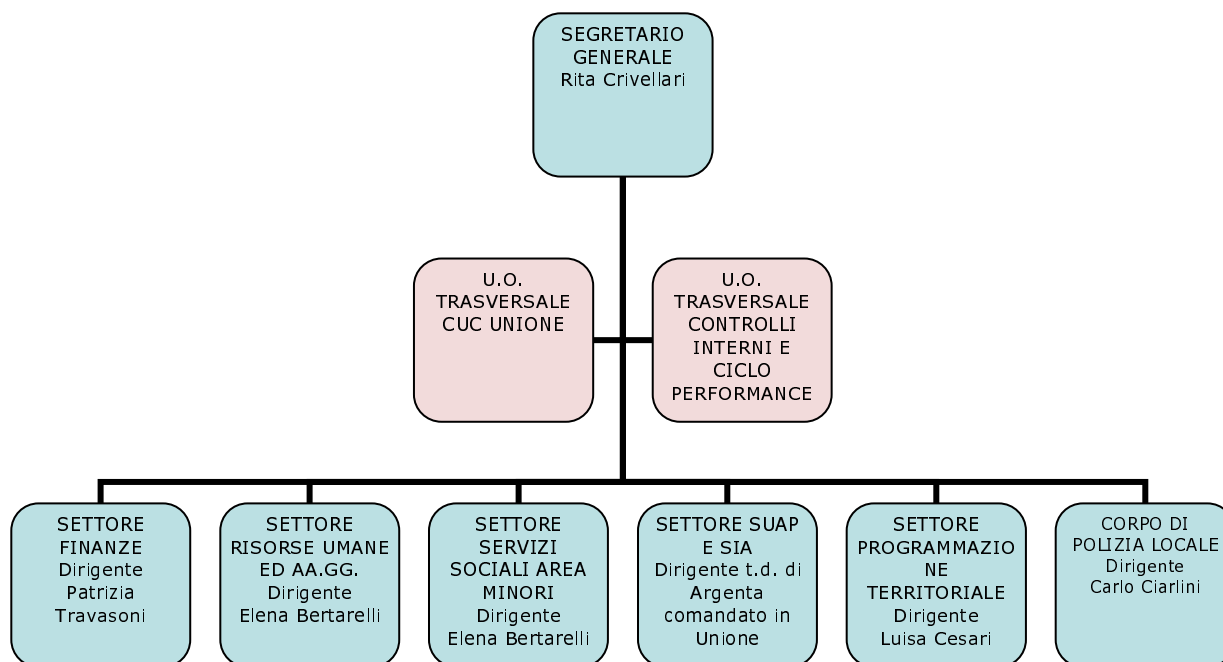 SEGRETARIO
GENERALE
Rita Crivellari
U.O.
TRASVERSALE
CUC UNIONE
U.O.
TRASVERSALE
CONTROLLI
INTERNI E
CICLO
PERFORMANCE
SETTORE
FINANZE
Dirigente
Patrizia
Travasoni
SETTORE
RISORSE UMANE
ED AA.GG.
Dirigente
Elena Bertarelli
SETTORE
SERVIZI
SOCIALI AREA
MINORI
Dirigente
Elena Bertarelli
SETTORE SUAP
E SIA
Dirigente t.d. di
Argenta
comandato in
Unione
SETTORE
PROGRAMMAZIO
NE
TERRITORIALE
Dirigente
Luisa Cesari
CORPO DI
POLIZIA LOCALE
Dirigente
Carlo Ciarlini